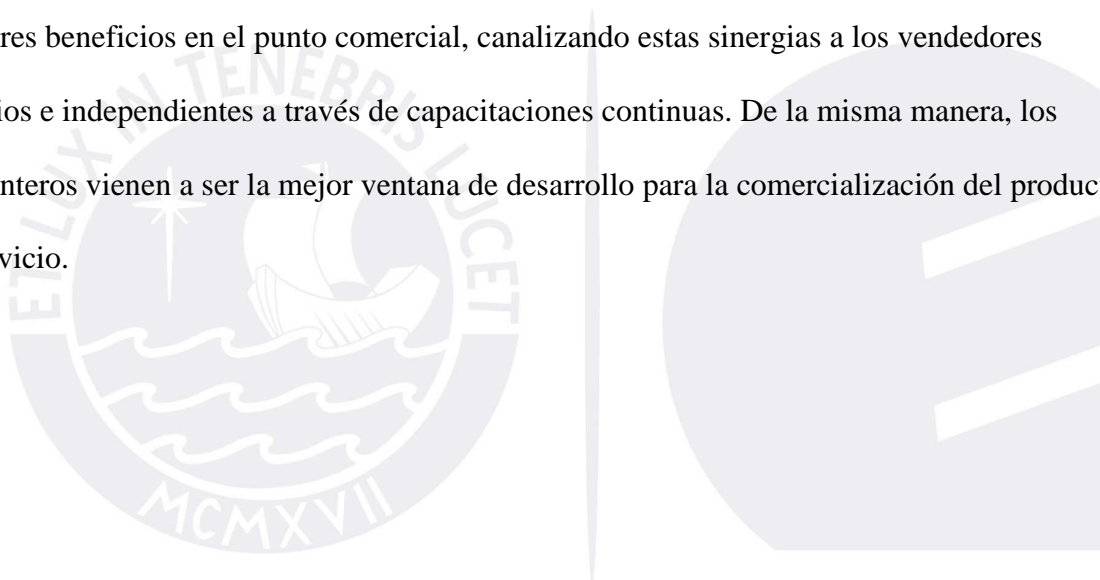 res beneficios en el punto comercial, canalizando estas sinergias a los vendedores
ios e independientes a través de capacitaciones continuas. De la misma manera, los
nteros vienen a ser la mejor ventana de desarrollo para la comercialización del produc
vicio.
ET LUX IN TENEBRIS LUCET
MCMXVII